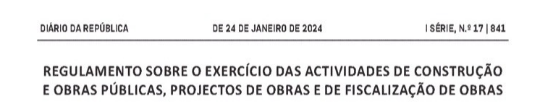 DIÁRIO DA REPÚBLICA DE 24 DE JANEIRO DE 2024 I SÉRIE, N.º 17 | 841
REGULAMENTO SOBRE O EXERCÍCIO DAS ACTIVIDADES DE CONSTRUÇÃO
E OBRAS PÚBLICAS, PROJECTOS DE OBRAS E DE FISCALIZAÇÃO DE OBRAS